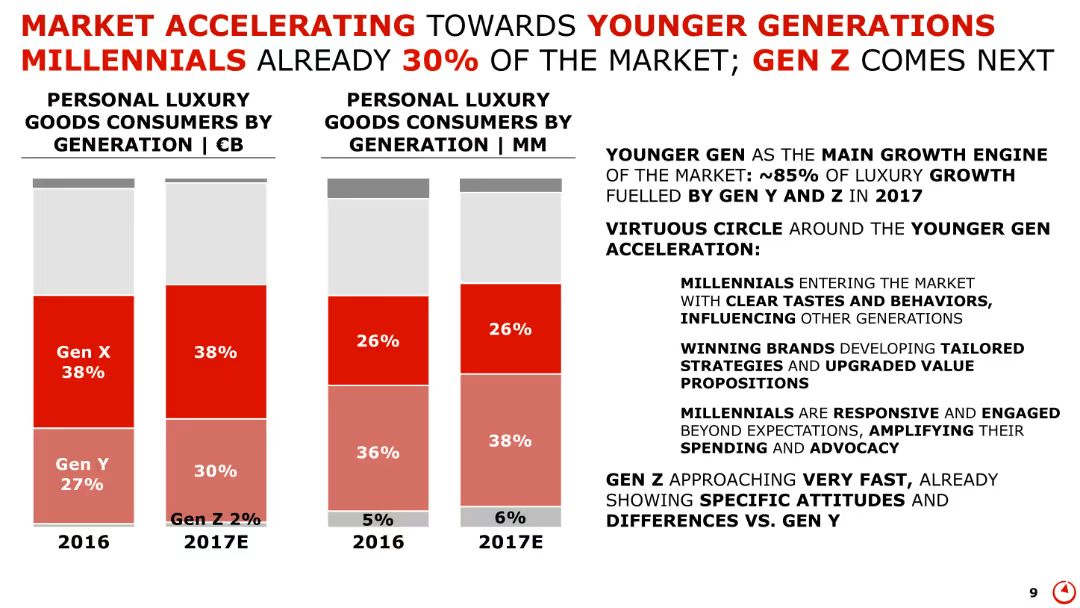 MARKET ACCELERATING TOWARDS YOUNGER GENERATIONS
MILLENNIALS ALREADY 30% OF THE MARKET; GEN Z COMES NEXT
PERSONAL LUXURY
GOODS CONSUMERS BY
GENERATION | €B
Gen X
38%
38%
Gen Y
27%
30%
Gen Z 2%
2016
2017E
PERSONAL LUXURY
GOODS CONSUMERS BY
GENERATION | MM
26%
26%
36%
38%
5%
6%
2016
2017E
YOUNGER GEN AS THE MAIN GROWTH ENGINE
OF THE MARKET: ~85% OF LUXURY GROWTH
FUELLED BY GEN Y AND Z IN 2017
VIRTUOUS CIRCLE AROUND THE YOUNGER GEN
ACCELERATION:
MILLENNIALS ENTERING THE MARKET
WITH CLEAR TASTES AND BEHAVIORS,
INFLUENCING OTHER GENERATIONS
WINNING BRANDS DEVELOPING TAILORED
STRATEGIES AND UPGRADED VALUE
PROPOSITIONS
MILLENNIALS ARE RESPONSIVE AND ENGAGED
BEYOND EXPECTATIONS, AMPLIFYING THEIR
SPENDING AND ADVOCACY
GEN Z APPROACHING VERY FAST, ALREADY
SHOWING SPECIFIC ATTITUDES AND
DIFFERENCES VS. GEN Y
9